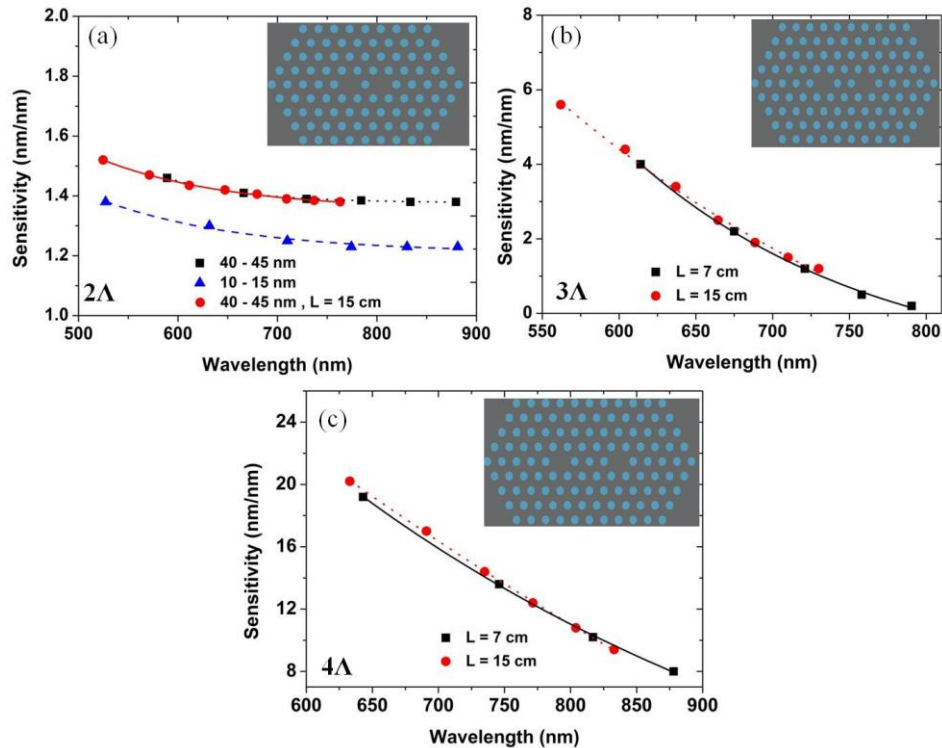 (a)
2.0
1.8
1.6
1.4
1.2
1.0
Sensitivity (nm/nm)
40 - 45 nm
10 - 15 nm
40 - 45 nm , L = 15 cm
2Λ
500 600 700 800 900
Wavelength (nm)
(b)
8
6
4
2
0
Sensitivity (nm/nm)
L = 7 cm
L = 15 cm
3Λ
550 600 650 700 750 800
Wavelength (nm)
(c)
24
20
16
12
8
Sensitivity (nm/nm)
L = 7 cm
L = 15 cm
4Λ
600 650 700 750 800 850 900
Wavelength (nm)